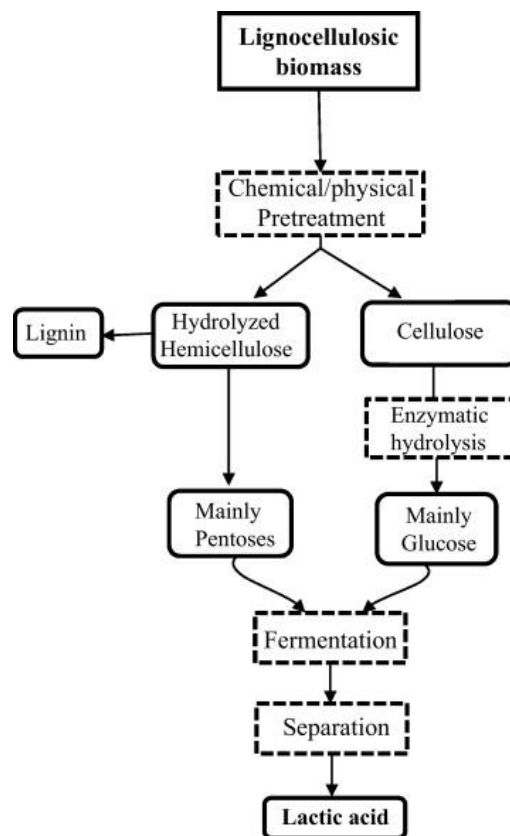 Lignocellulosic
biomass
Chemical/physical
Pretreatment
Lignin
Hydrolyzed
Hemicellulose
Cellulose
Enzymatic
hydrolysis
Mainly
Pentoses
Mainly
Glucose
Fermentation
Separation
Lactic acid